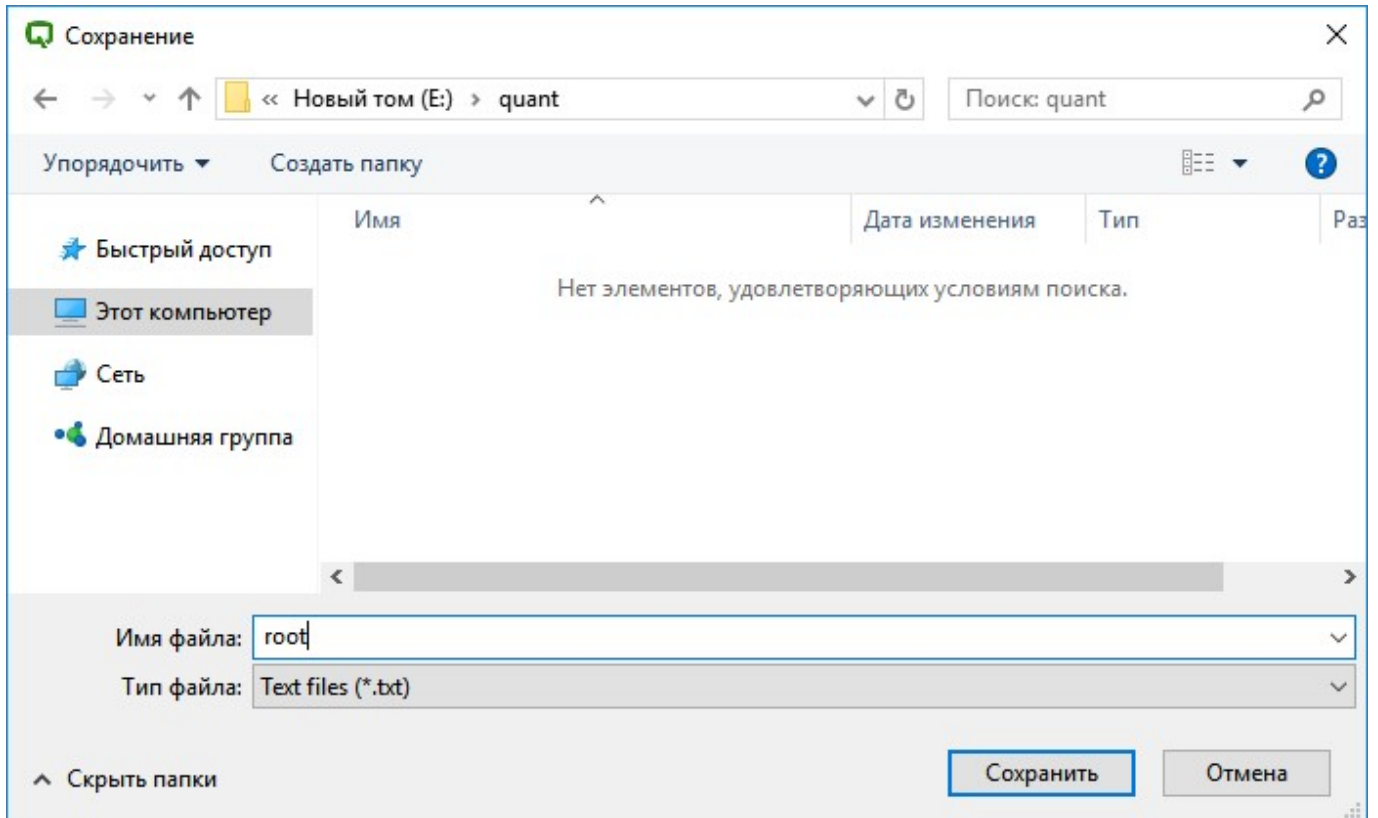 Сохранение
« Новый том (E:) › quant
Поиск: quant
Упорядочить
Создать папку
Имя
Дата изменения
Тип
Раз
Быстрый доступ
Нет элементов, удовлетворяющих условиям поиска.
Этот компьютер
Сеть
Домашняя группа
Имя файла: root
Тип файла: Text files (*.txt)
Скрыть папки
Сохранить
Отмена